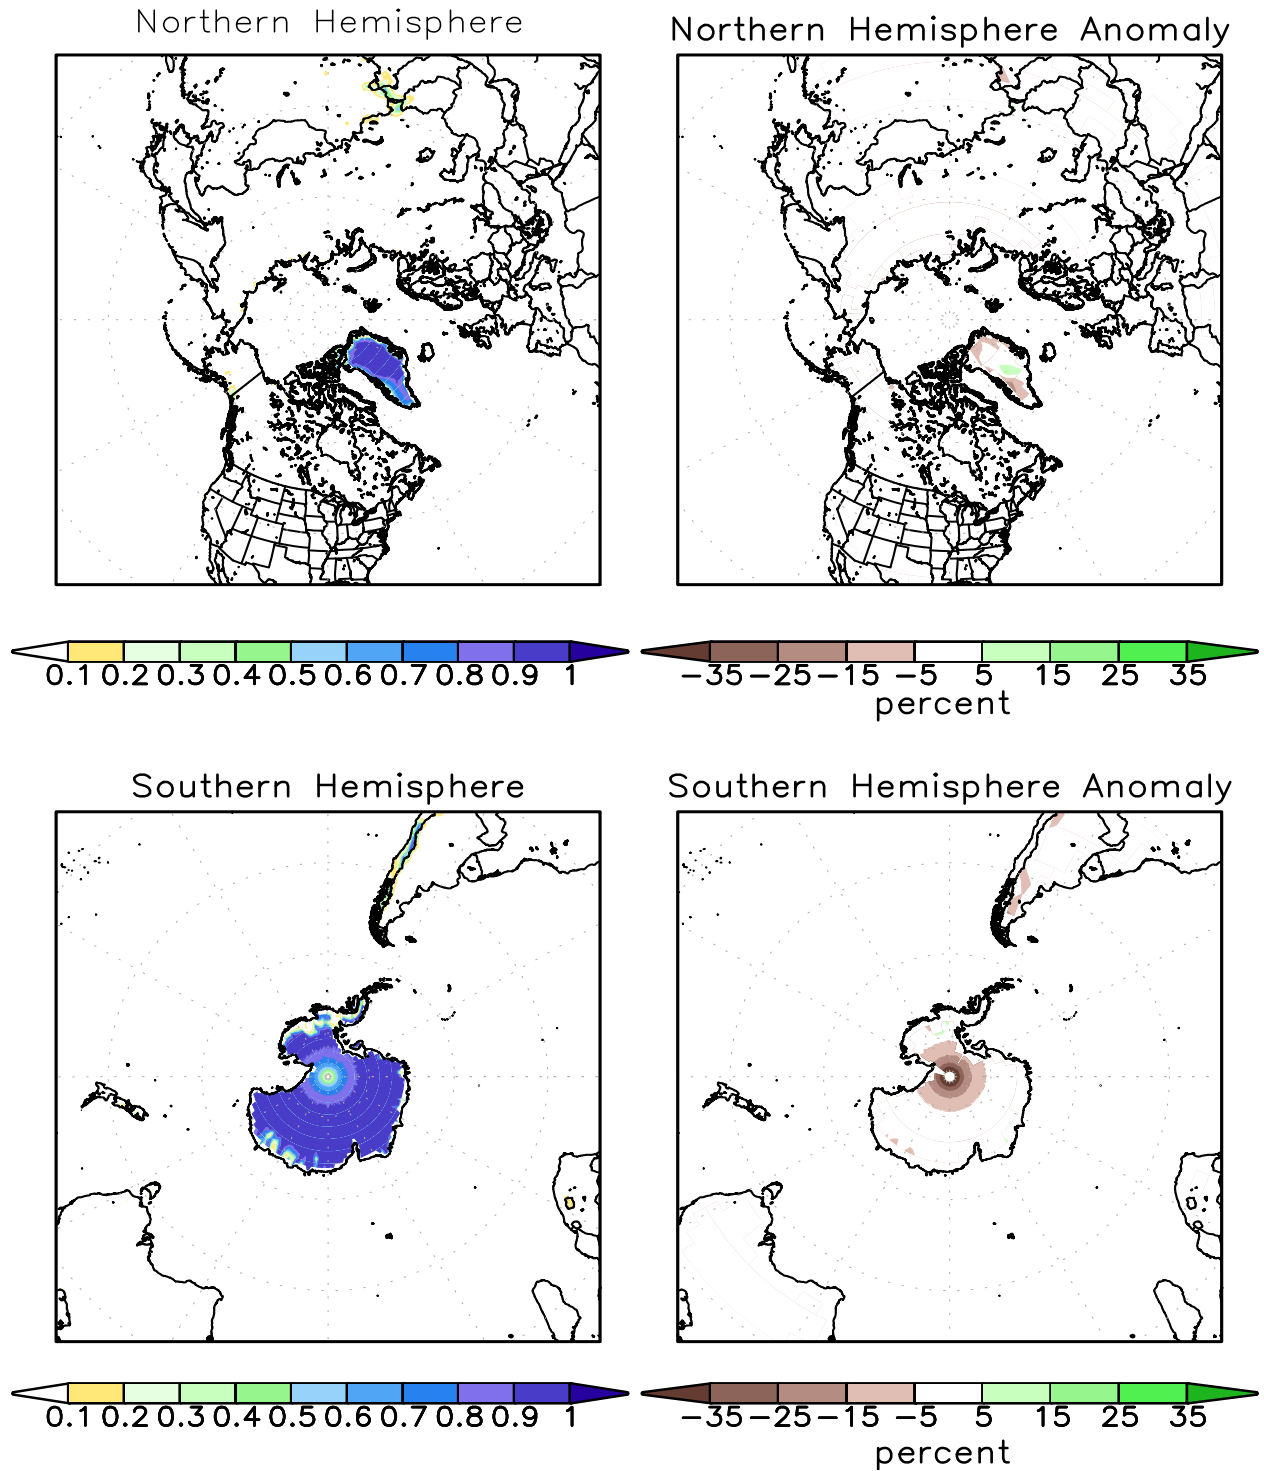 Northern Hemisphere
Northern Hemisphere Anomaly
0.1 0.2 0.3 0.4 0.5 0.6 0.7 0.8 0.9 1
-35 -25 -15 -5 5 15 25 35
percent
Southern Hemisphere
Southern Hemisphere Anomaly
0.1 0.2 0.3 0.4 0.5 0.6 0.7 0.8 0.9 1
-35 -25 -15 -5 5 15 25 35
percent